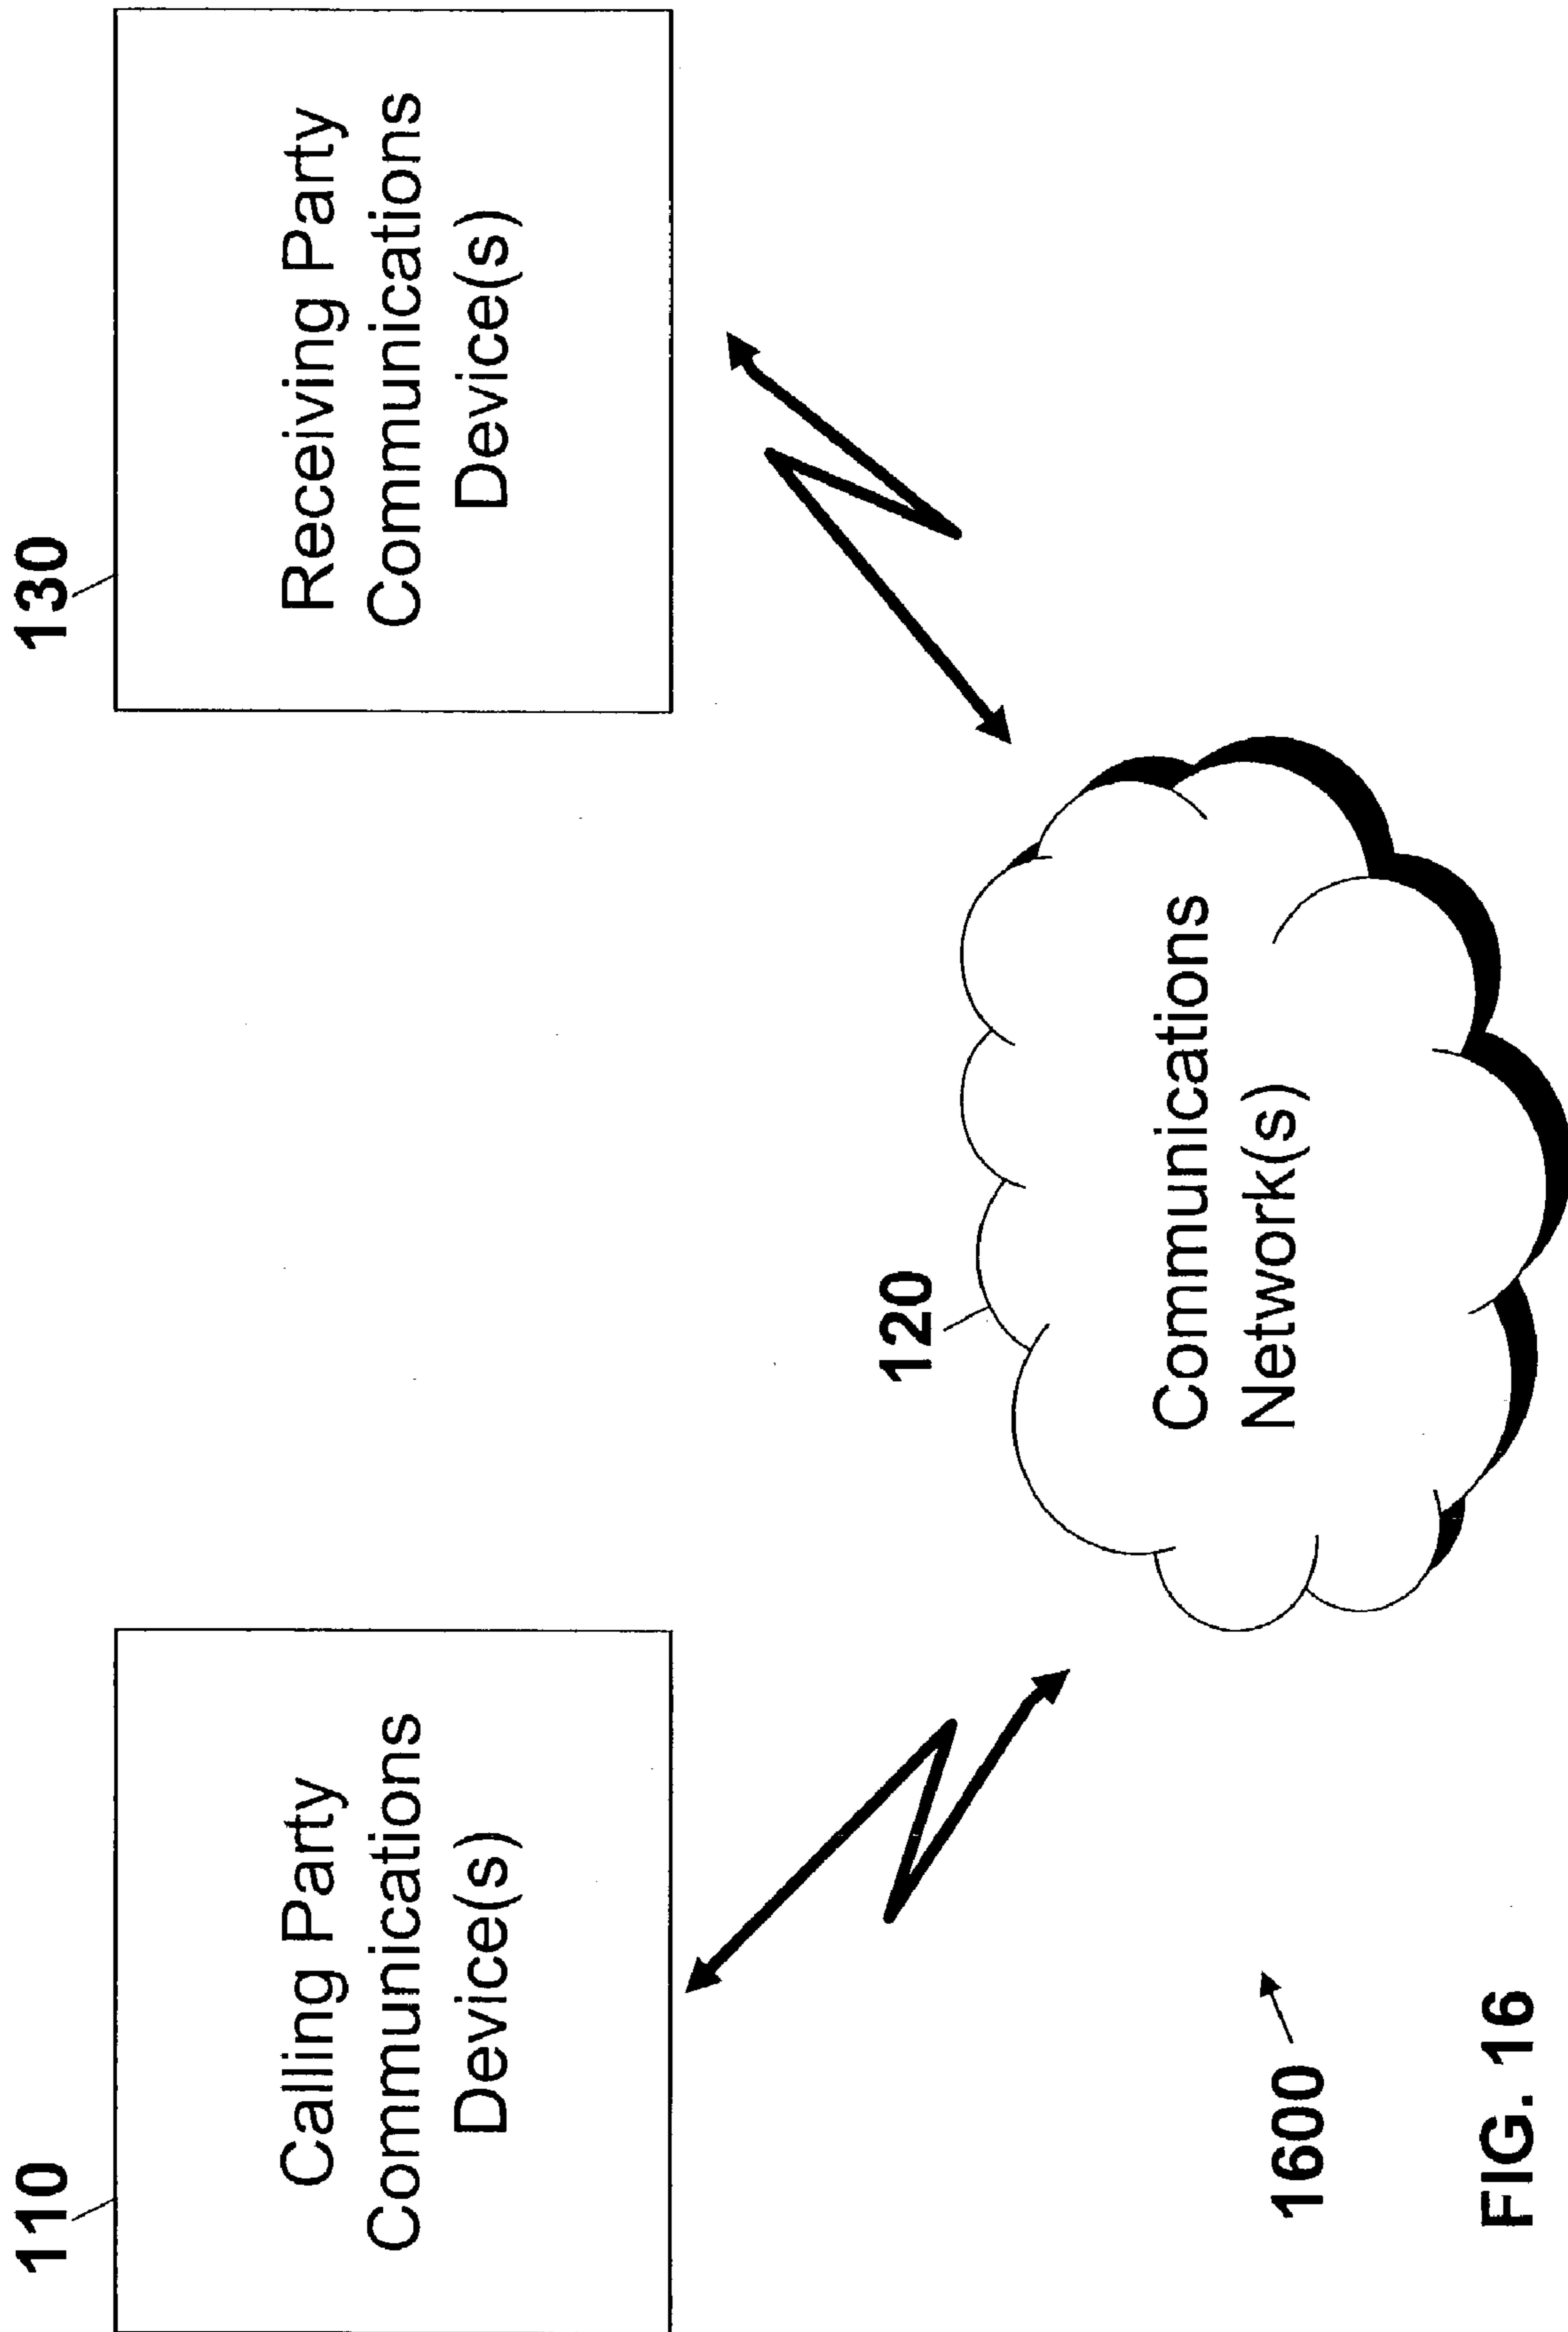 110
Calling Party
Communications
Device(s)
130
Receiving Party
Communications
Device(s)
120
Communications
Network(s)
1600
FIG. 16